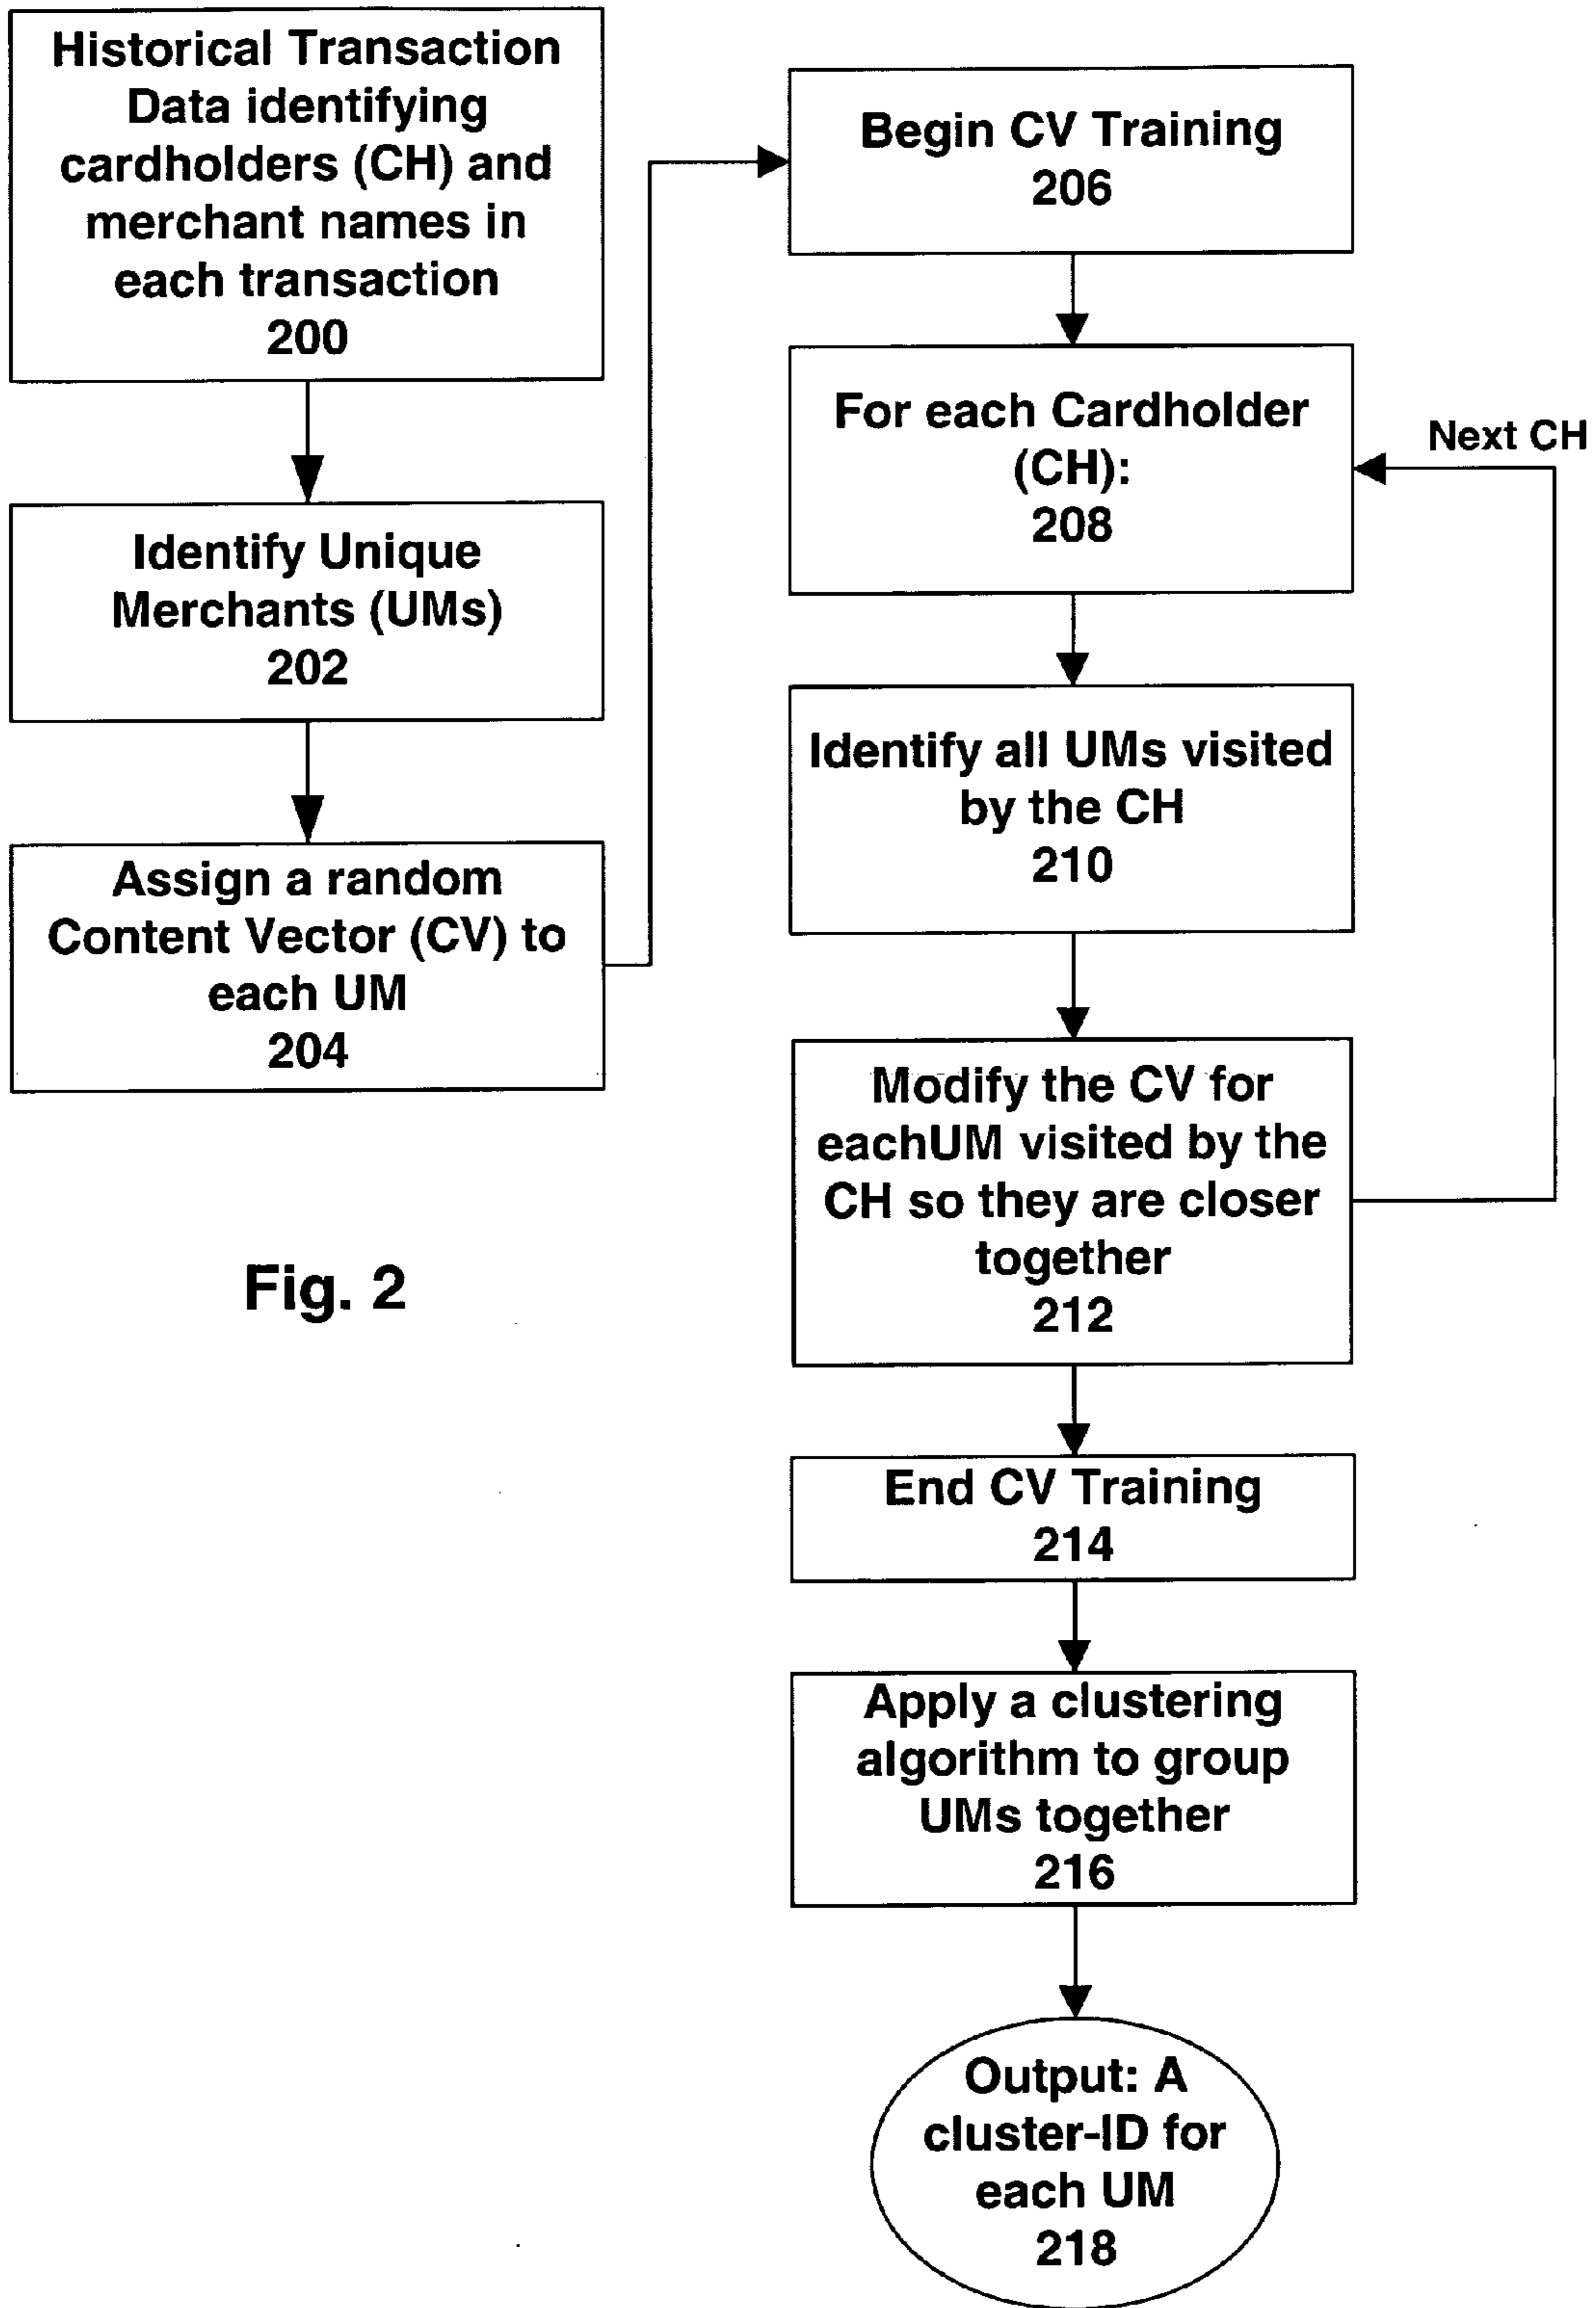 Historical Transaction
Data identifying
cardholders (CH) and
merchant names in
each transaction
200
Identify Unique
Merchants (UMs)
202
Assign a random
Content Vector (CV) to
each UM
204
Fig. 2
Begin CV Training
206
For each Cardholder
(CH):
208
Next CH
Identify all UMs visited
by the CH
210
Modify the CV for
eachUM visited by the
CH so they are closer
together
212
End CV Training
214
Apply a clustering
algorithm to group
UMs together
216
Output: A
cluster-ID for
each UM
218